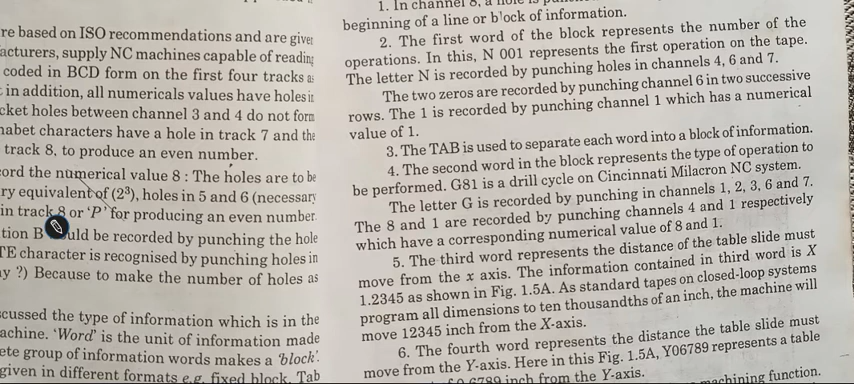 re based on ISO recommendations and are given
acturers, supply NC machines capable of reading
coded in BCD form on the first four tracks as
in addition, all numericals values have holes in
cket holes between channel 3 and 4 do not form
habet characters have a hole in track 7 and the
track 8, to produce an even number.
ord the numerical value 8 : The holes are to be
ry equivalent of (2³), holes in 5 and 6 (necessary
in track 8 or 'P' for producing an even number.
tion B uld be recorded by punching the hole
TE character is recognised by punching holes in
y ?) Because to make the number of holes as
scussed the type of information which is in the
achine. 'Word' is the unit of information made
ete group of information words makes a 'block'.
given in different formats e.g. fixed block, Tab
1. In channel 8, a hole is
beginning of a line or block of information.
2. The first word of the block represents the number of the
operations. In this, N 001 represents the first operation on the tape.
The letter N is recorded by punching holes in channels 4, 6 and 7.
The two zeros are recorded by punching channel 6 in two successive
rows. The 1 is recorded by punching channel 1 which has a numerical
value of 1.
3. The TAB is used to separate each word into a block of information.
4. The second word in the block represents the type of operation to
be performed. G81 is a drill cycle on Cincinnati Milacron NC system.
The letter G is recorded by punching in channels 1, 2, 3, 6 and 7.
The 8 and 1 are recorded by punching channels 4 and 1 respectively
which have a corresponding numerical value of 8 and 1.
5. The third word represents the distance of the table slide must
move from the x axis. The information contained in third word is X
1.2345 as shown in Fig. 1.5A. As standard tapes on closed-loop systems
program all dimensions to ten thousandths of an inch, the machine will
move 12345 inch from the X-axis.
6. The fourth word represents the distance the table slide must
move from the Y-axis. Here in this Fig. 1.5A, Y06789 represents a table
0.6789 inch from the Y-axis.
machining function.